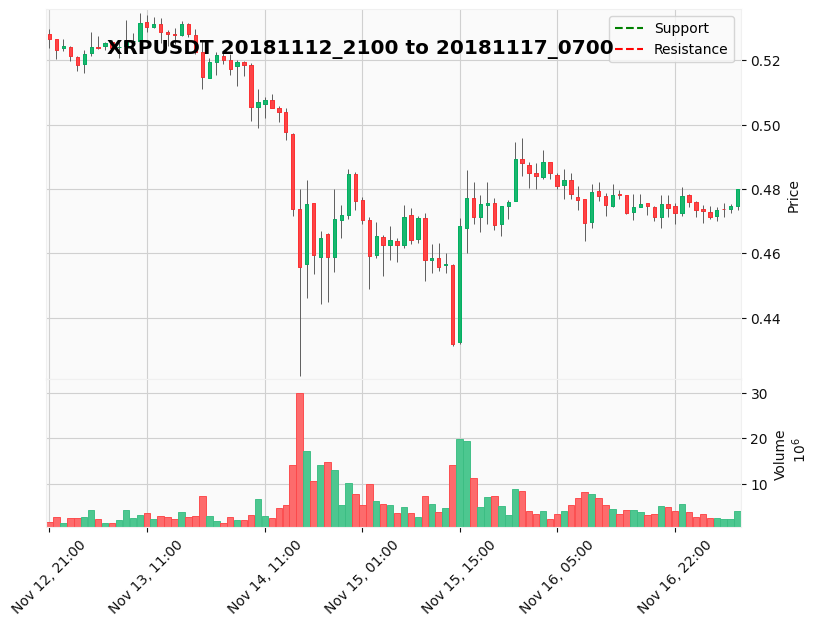 XRPUSDT 20181112_2100 to 20181117_0700
Support
Resistance
0.52
0.50
0.48
0.46
0.44
Price
30
20
10
Volume
10^6
Nov 12, 21:00
Nov 13, 11:00
Nov 14, 11:00
Nov 15, 01:00
Nov 15, 15:00
Nov 16, 05:00
Nov 16, 22:00